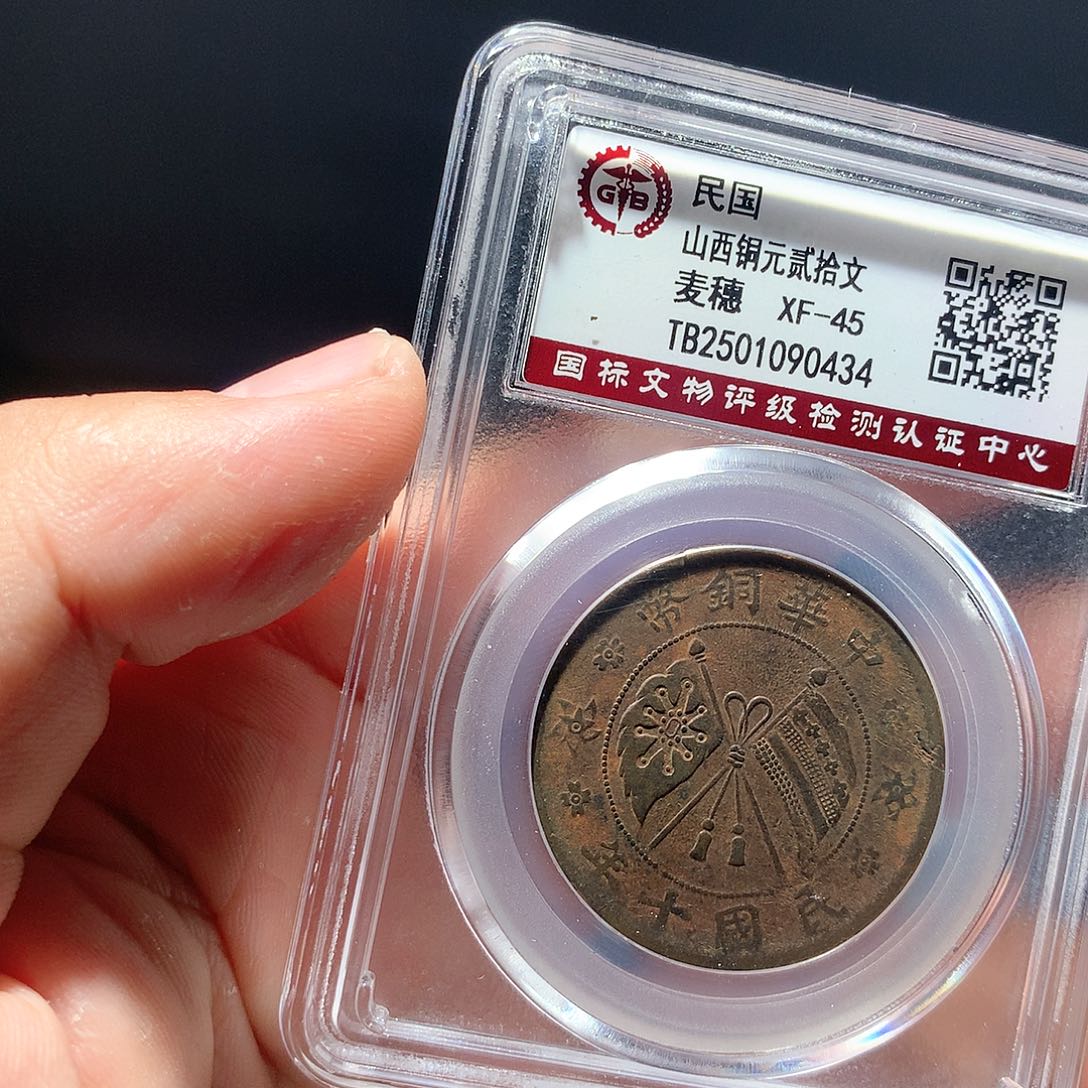 GB
民国
山西铜元贰拾文
麦穗 XF-45
TB2501090434
国标文物评级检测认证中心
幣銅華中
年十國民